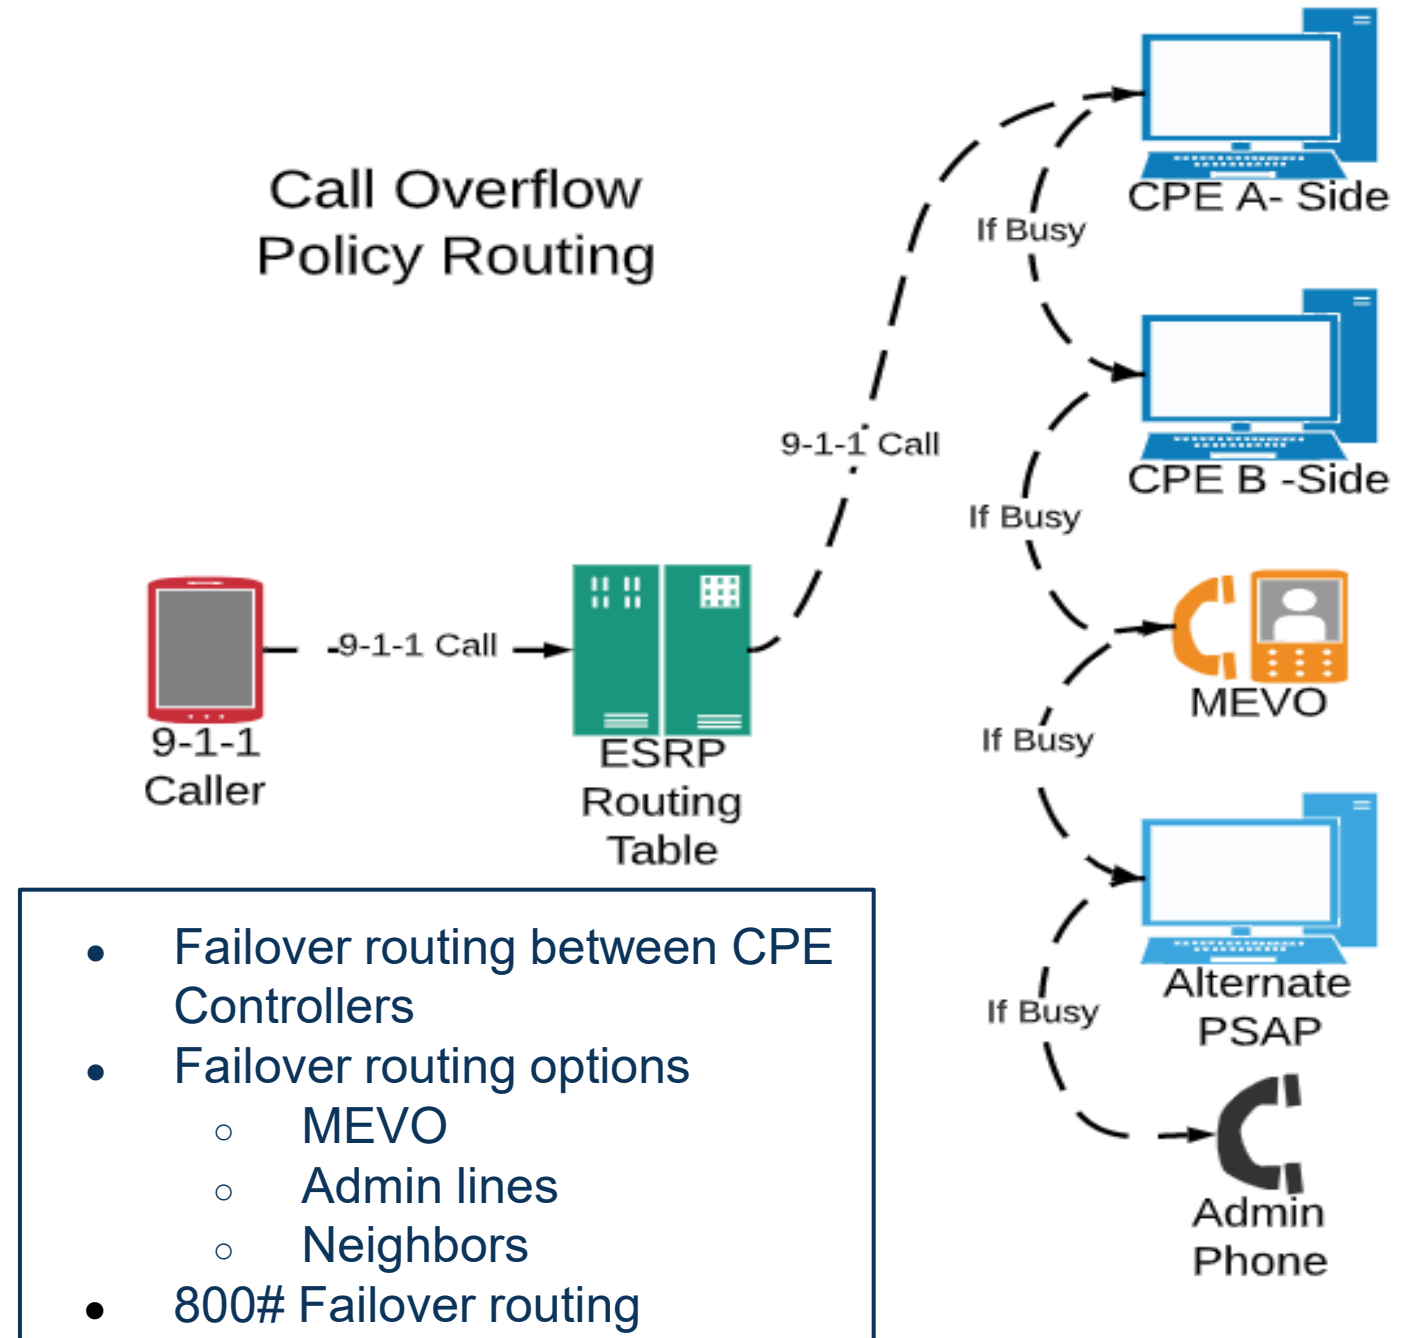 Call Overflow
Policy Routing
CPE A- Side
If Busy
CPE B -Side
9-1-1 Call
If Busy
-9-1-1 Call
MEVO
If Busy
9-1-1
Caller
ESRP
Routing
Table
Alternate
PSAP
If Busy
Admin
Phone
● Failover routing between CPE
Controllers
● Failover routing options
○ MEVO
○ Admin lines
○ Neighbors
● 800# Failover routing